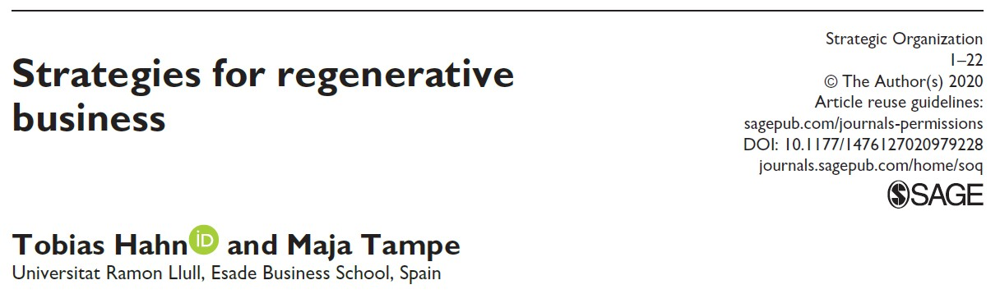 Strategies for regenerative
business
Strategic Organization
1–22
© The Author(s) 2020
Article reuse guidelines:
sagepub.com/journals-permissions
DOI: 10.1177/1476127020979228
journals.sagepub.com/home/soq
SSAGE
Tobias Hahn iD and Maja Tampe
Universitat Ramon Llull, Esade Business School, Spain